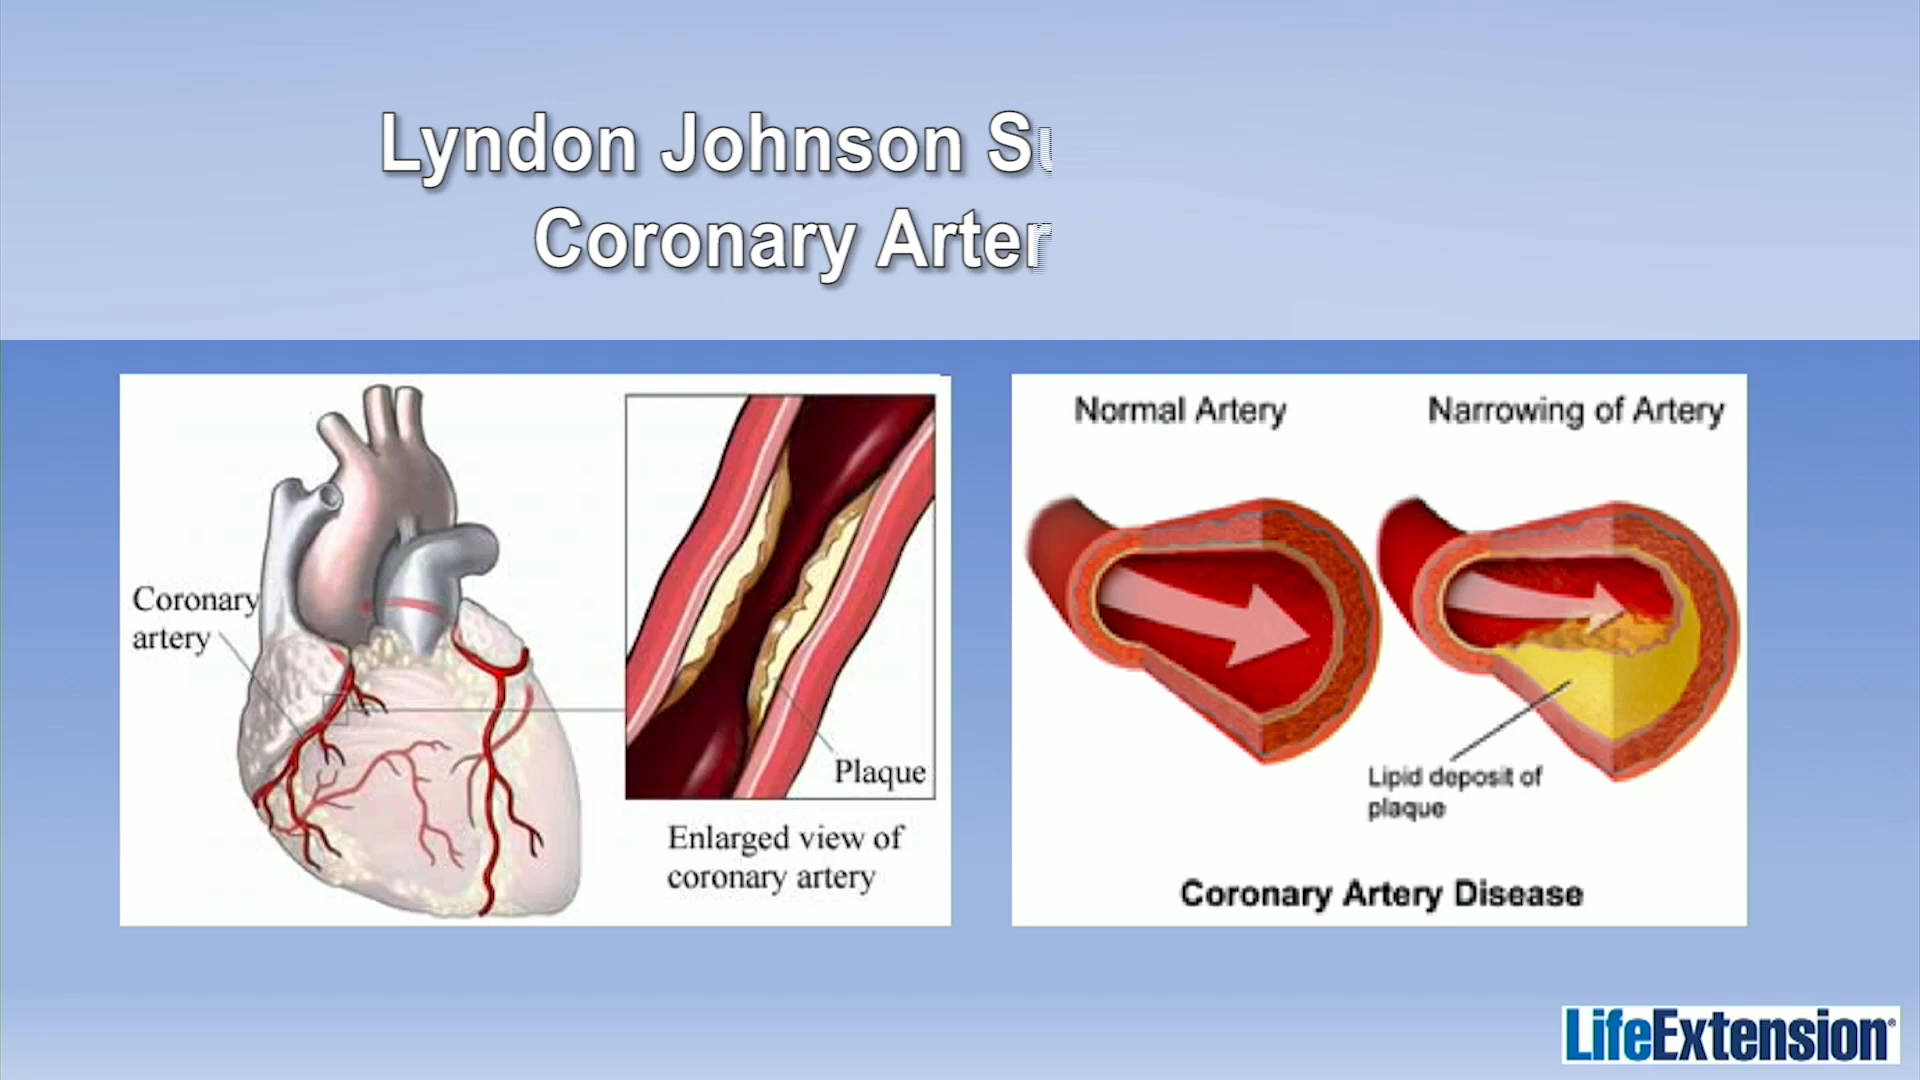 Lyndon Johnson
Coronary
Coronary
artery
Plaque
Enlarged view of
coronary artery
Normal Artery
Narrowing of Artery
Lipid deposit of
plaque
Coronary Artery Disease
LifeExtension®